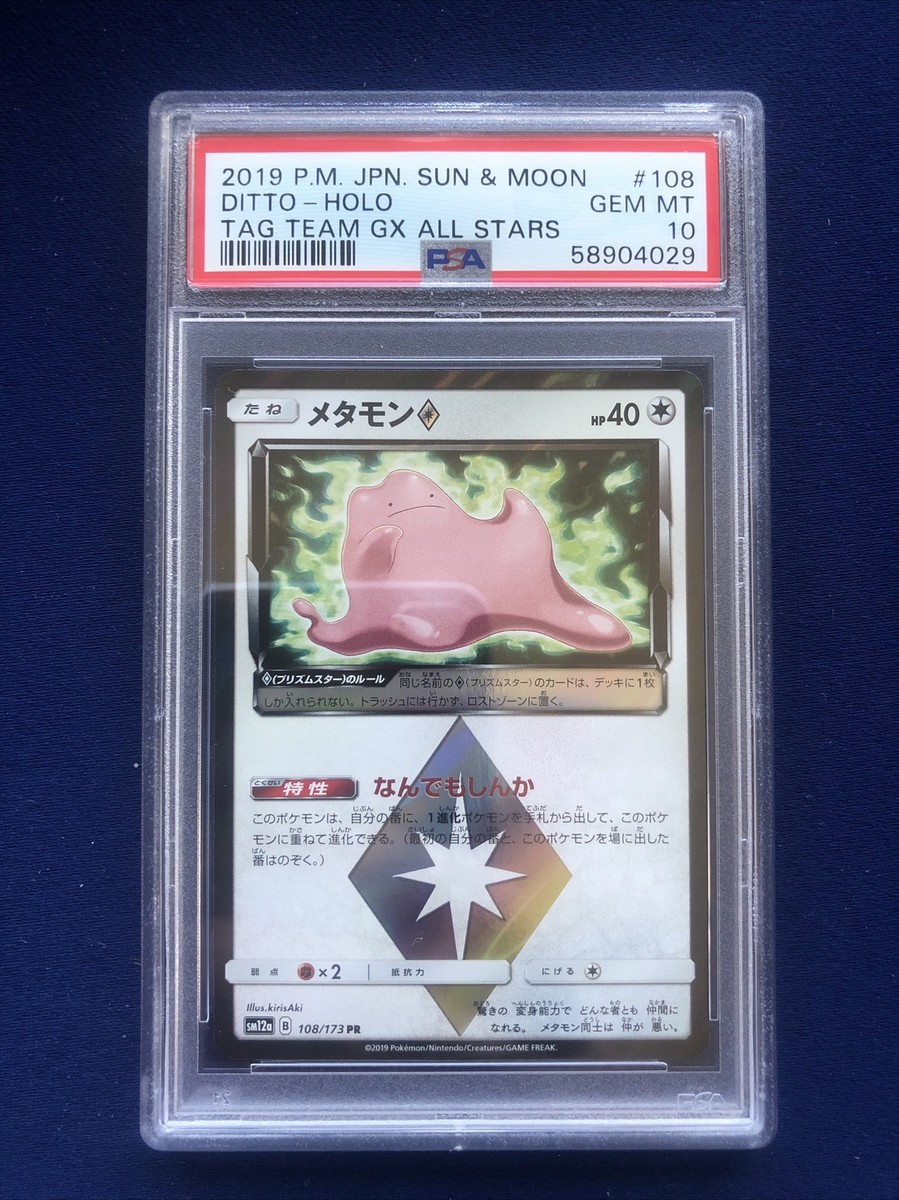 2019 P.M. JPN. SUN & MOON #108
DITTO - HOLO GEM MT
TAG TEAM GX ALL STARS 10
PSA 58904029
たね メタモン HP40
(プリズムスター)のルール 同じ名前の(プリズムスター)のカードは、デッキに1枚
しか入れられない。トラッシュには行かず、ロストゾーンに置く。
特性 なんでもしんか
このポケモンは、自分の番に、1進化ポケモンを手札から出して、このポケ
モンに重ねて進化できる。(最初の自分の番と、このポケモンを場に出した
番はのぞく。)
弱点 ×2 抵抗力 にげる
Illus.kirisAki
驚きの 変身能力で どんな者とも 仲間に
なれる。 メタモン同士は 仲が 悪い。
sm12a B 108/173 PR
©2019 Pokémon/Nintendo/Creatures/GAME FREAK.
PSA